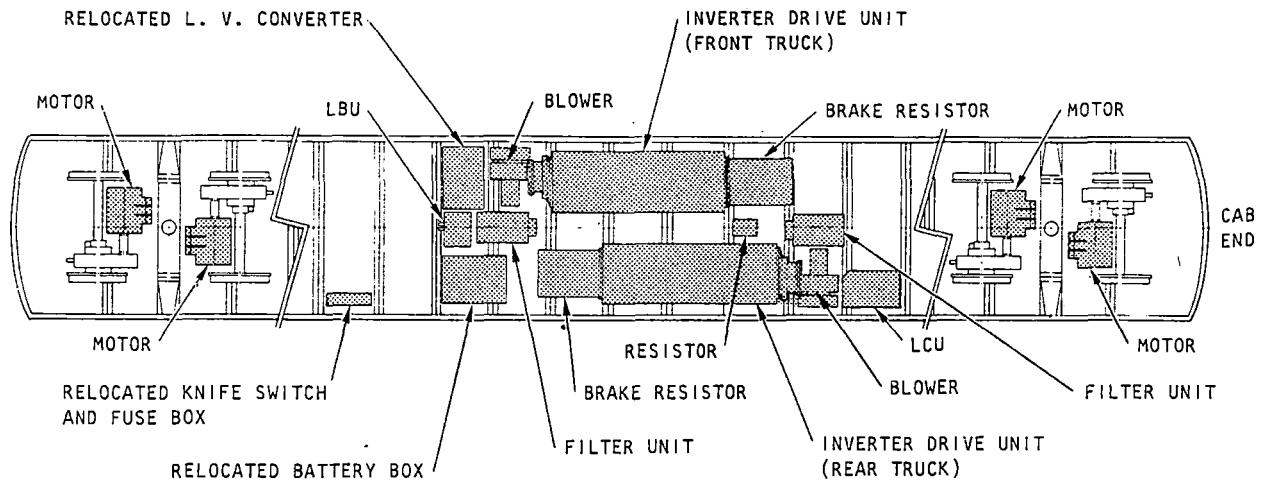 RELOCATED L. V. CONVERTER
INVERTER DRIVE UNIT
(FRONT TRUCK)
MOTOR
LBU
BLOWER
BRAKE RESISTOR
MOTOR
CAB
END
MOTOR
RESISTOR
LCU
MOTOR
RELOCATED KNIFE SWITCH
AND FUSE BOX
BRAKE RESISTOR
BLOWER
FILTER UNIT
FILTER UNIT
INVERTER DRIVE UNIT
(REAR TRUCK)
RELOCATED BATTERY BOX